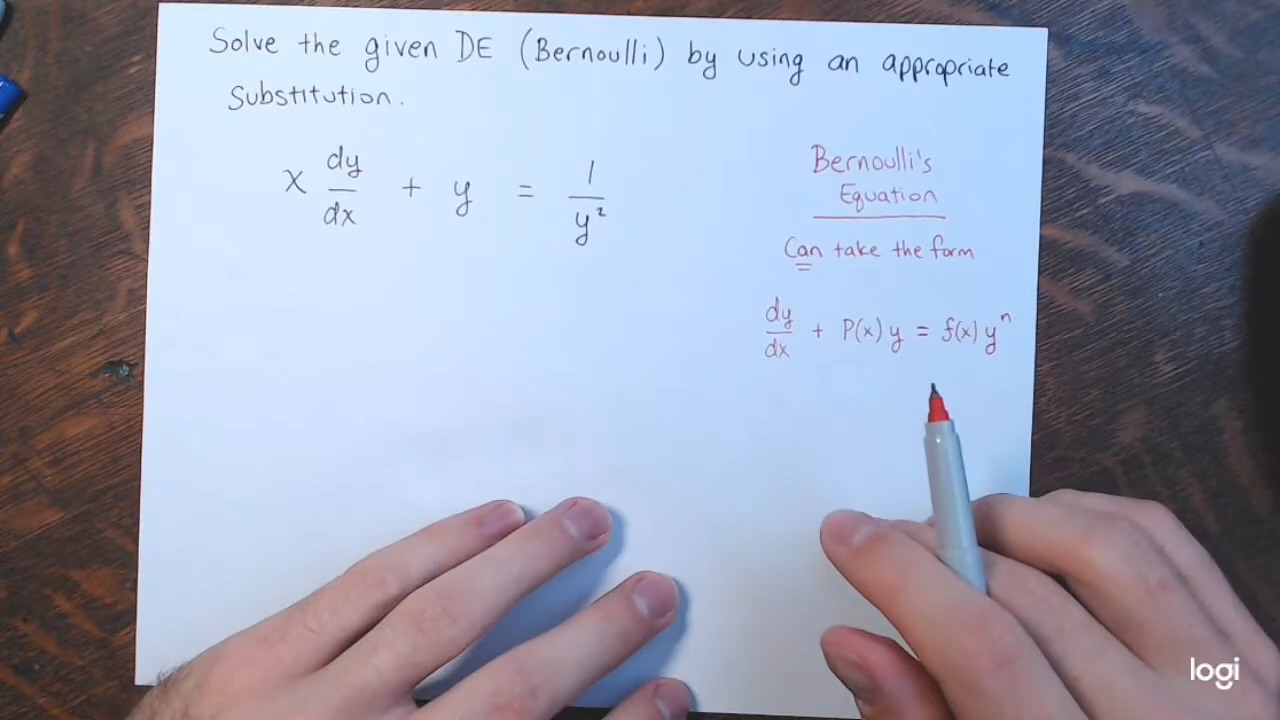 Solve the given DE (Bernoulli) by using an appropriate
Substitution.
x dy/dx + y = 1/y²
Bernoulli's
Equation
Can take the form
dy/dx + P(x) y = f(x) yⁿ
logi